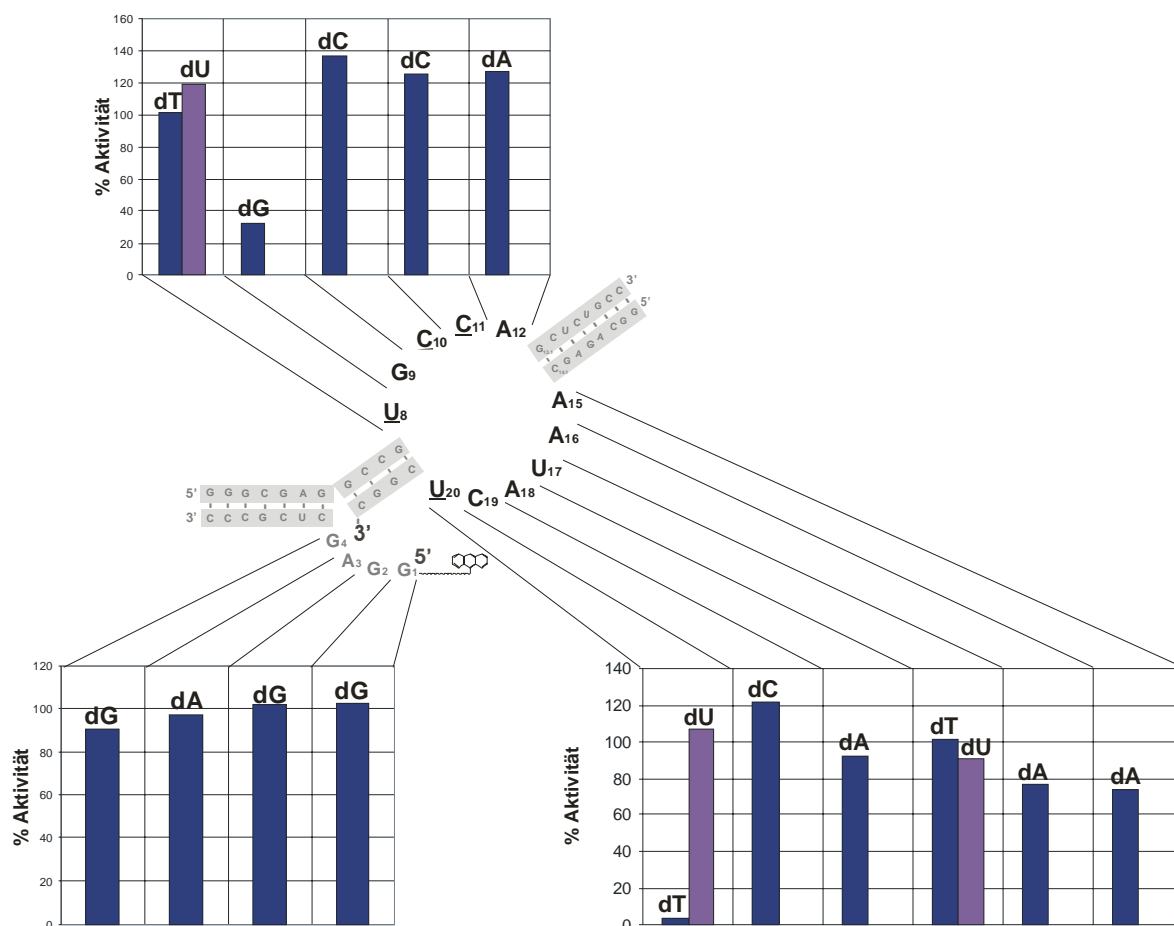 160
140
120
100
80
60
40
20
0
% Aktivität
dT
dU
dG
dC
dC
dA
U8
G9
C10
C11
A12
G C U C U G C C 3'
C G A G A C G G 5'
A15
A16
U17
A18
C19
U20
G C C G
C G G C
5' G G G C G A G
3' C C C G C U C
G4
3'
A3
G2
G1
5'
120
100
80
60
40
20
0
% Aktivität
dG
dA
dG
dG
140
120
100
80
60
40
20
0
% Aktivität
dT
dU
dC
dA
dT
dU
dA
dA